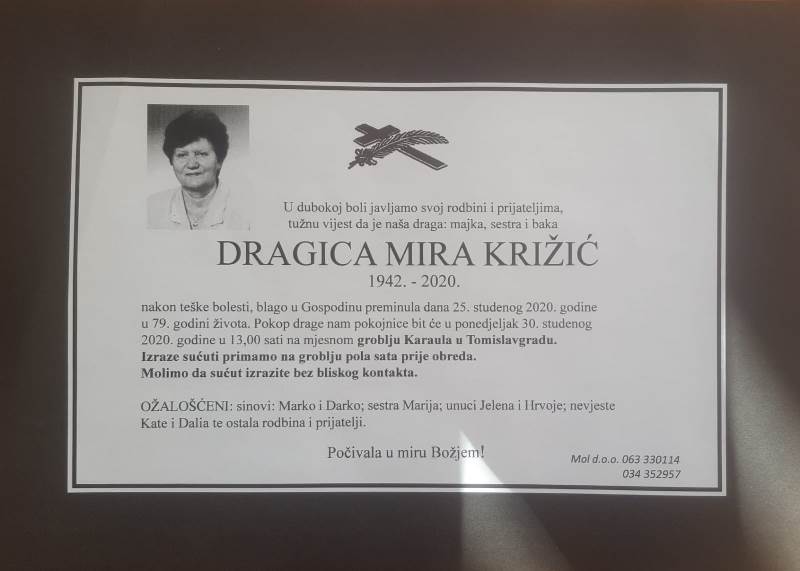 U dubokoj boli javljamo svoj rodbini i prijateljima,
tužnu vijest da je naša draga: majka, sestra i baka
DRAGICA MIRA KRIŽIĆ
1942. - 2020.
nakon teške bolesti, blago u Gospodinu preminula dana 25. studenog 2020. godine
u 79. godini života. Pokop drage nam pokojnice bit će u ponedjeljak 30. studenog
2020. godine u 13,00 sati na mjesnom groblju Karaula u Tomislavgradu.
Izraze sućuti primamo na groblju pola sata prije obreda.
Molimo da sućut izrazite bez bliskog kontakta.
OŽALOŠĆENI: sinovi: Marko i Darko; sestra Marija; unuci Jelena i Hrvoje; nevjeste
Kate i Dalia te ostala rodbina i prijatelji.
Počivala u miru Božjem!
Mol d.o.o. 063 330114
034 352957